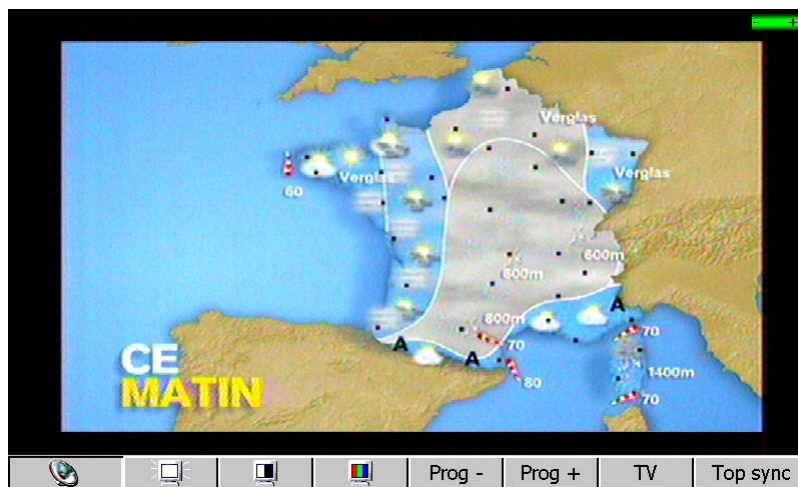 - +
Verglas
Verglas
Verglas
60
600m
600m
800m
A
70
A
A
70
80
1400m
70
CE
MATIN
Prog -
Prog +
TV
Top sync